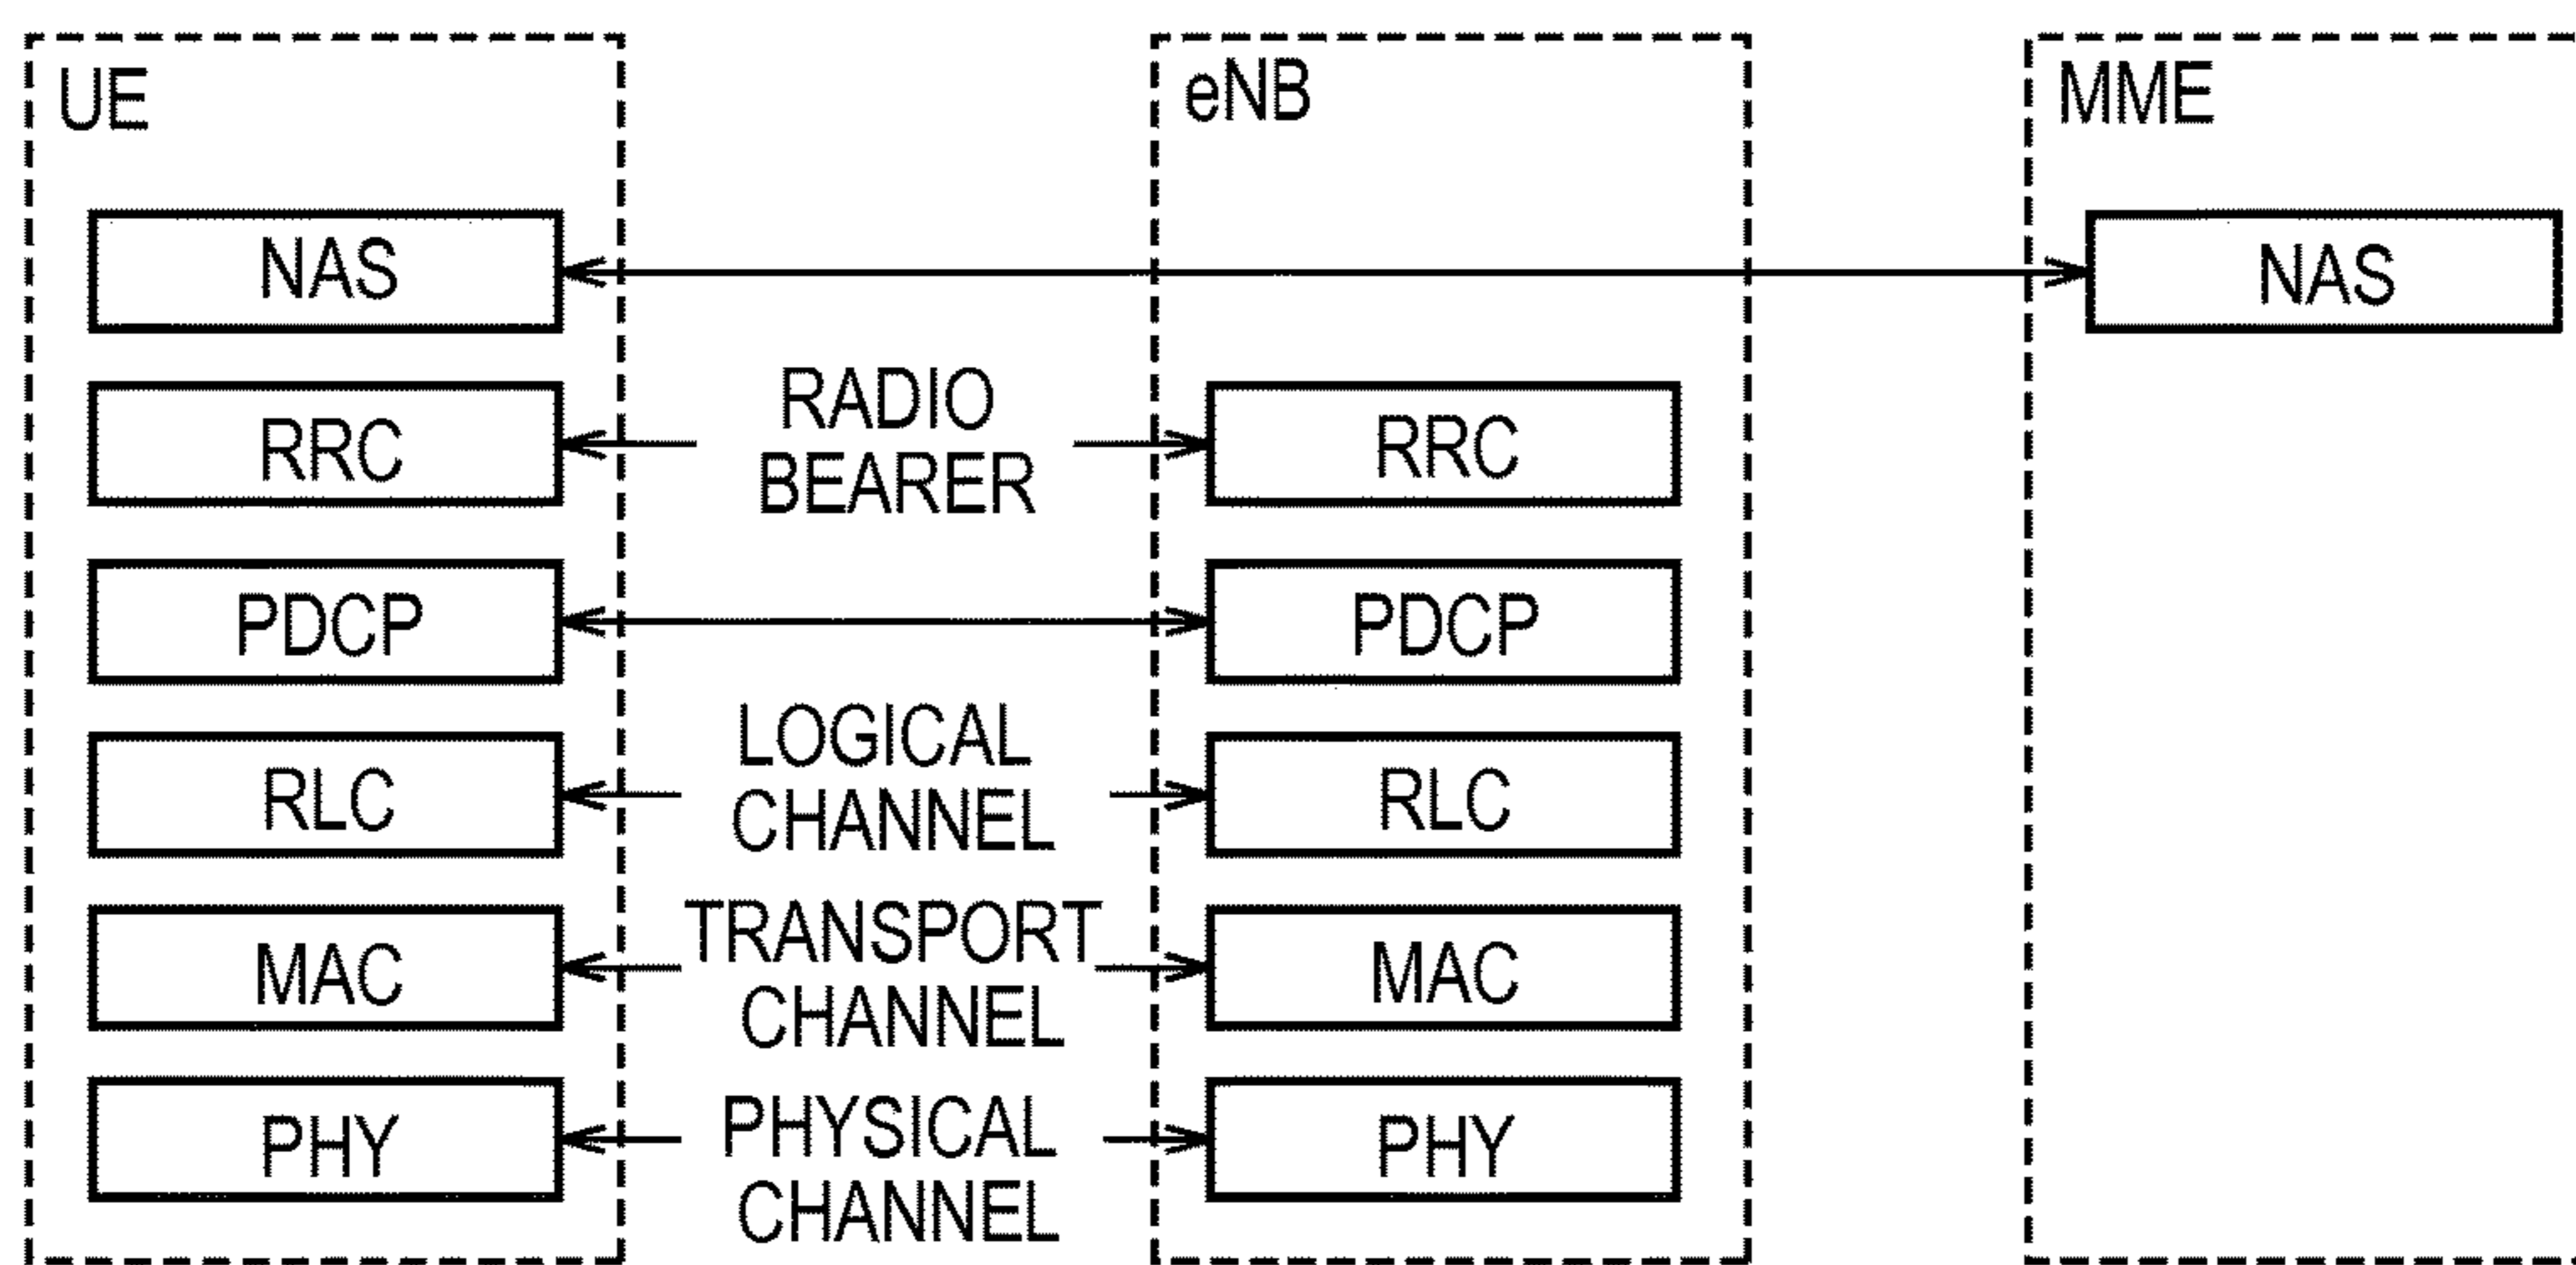 UE
eNB
MME
NAS
NAS
RRC
RADIO
BEARER
RRC
PDCP
PDCP
RLC
LOGICAL
CHANNEL
RLC
MAC
TRANSPORT
CHANNEL
MAC
PHY
PHYSICAL
CHANNEL
PHY